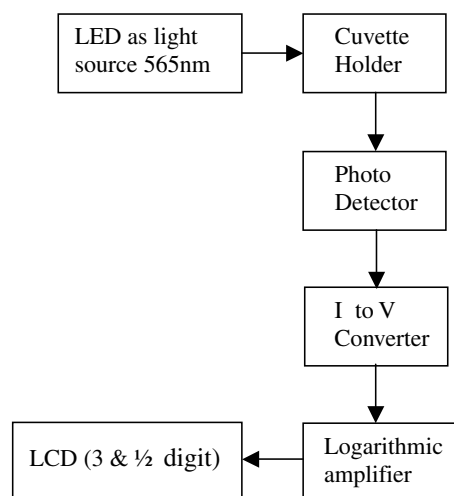 LED as light
source 565nm
Cuvette
Holder
Photo
Detector
I to V
Converter
Logarithmic
amplifier
LCD (3 & ½ digit)